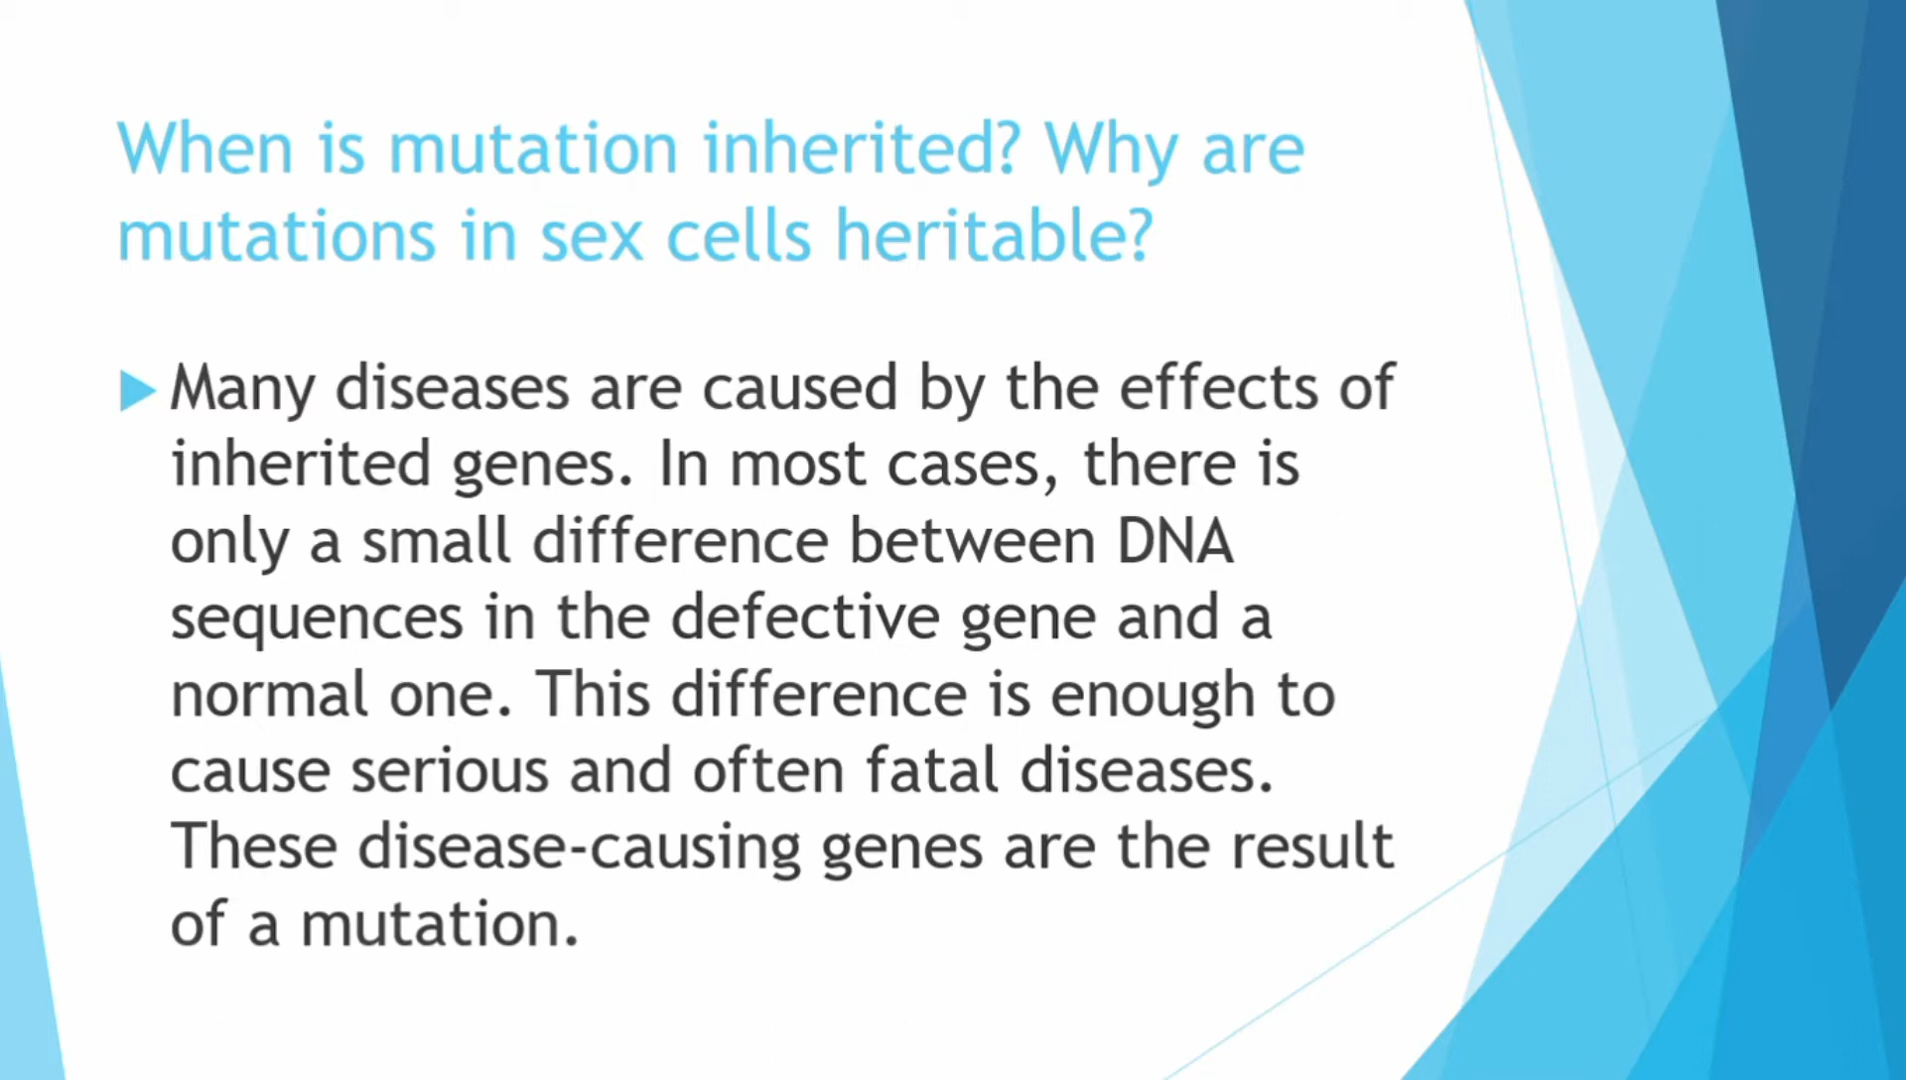 When is mutation inherited? Why are
mutations in sex cells heritable?
Many diseases are caused by the effects of
inherited genes. In most cases, there is
only a small difference between DNA
sequences in the defective gene and a
normal one. This difference is enough to
cause serious and often fatal diseases.
These disease-causing genes are the result
of a mutation.